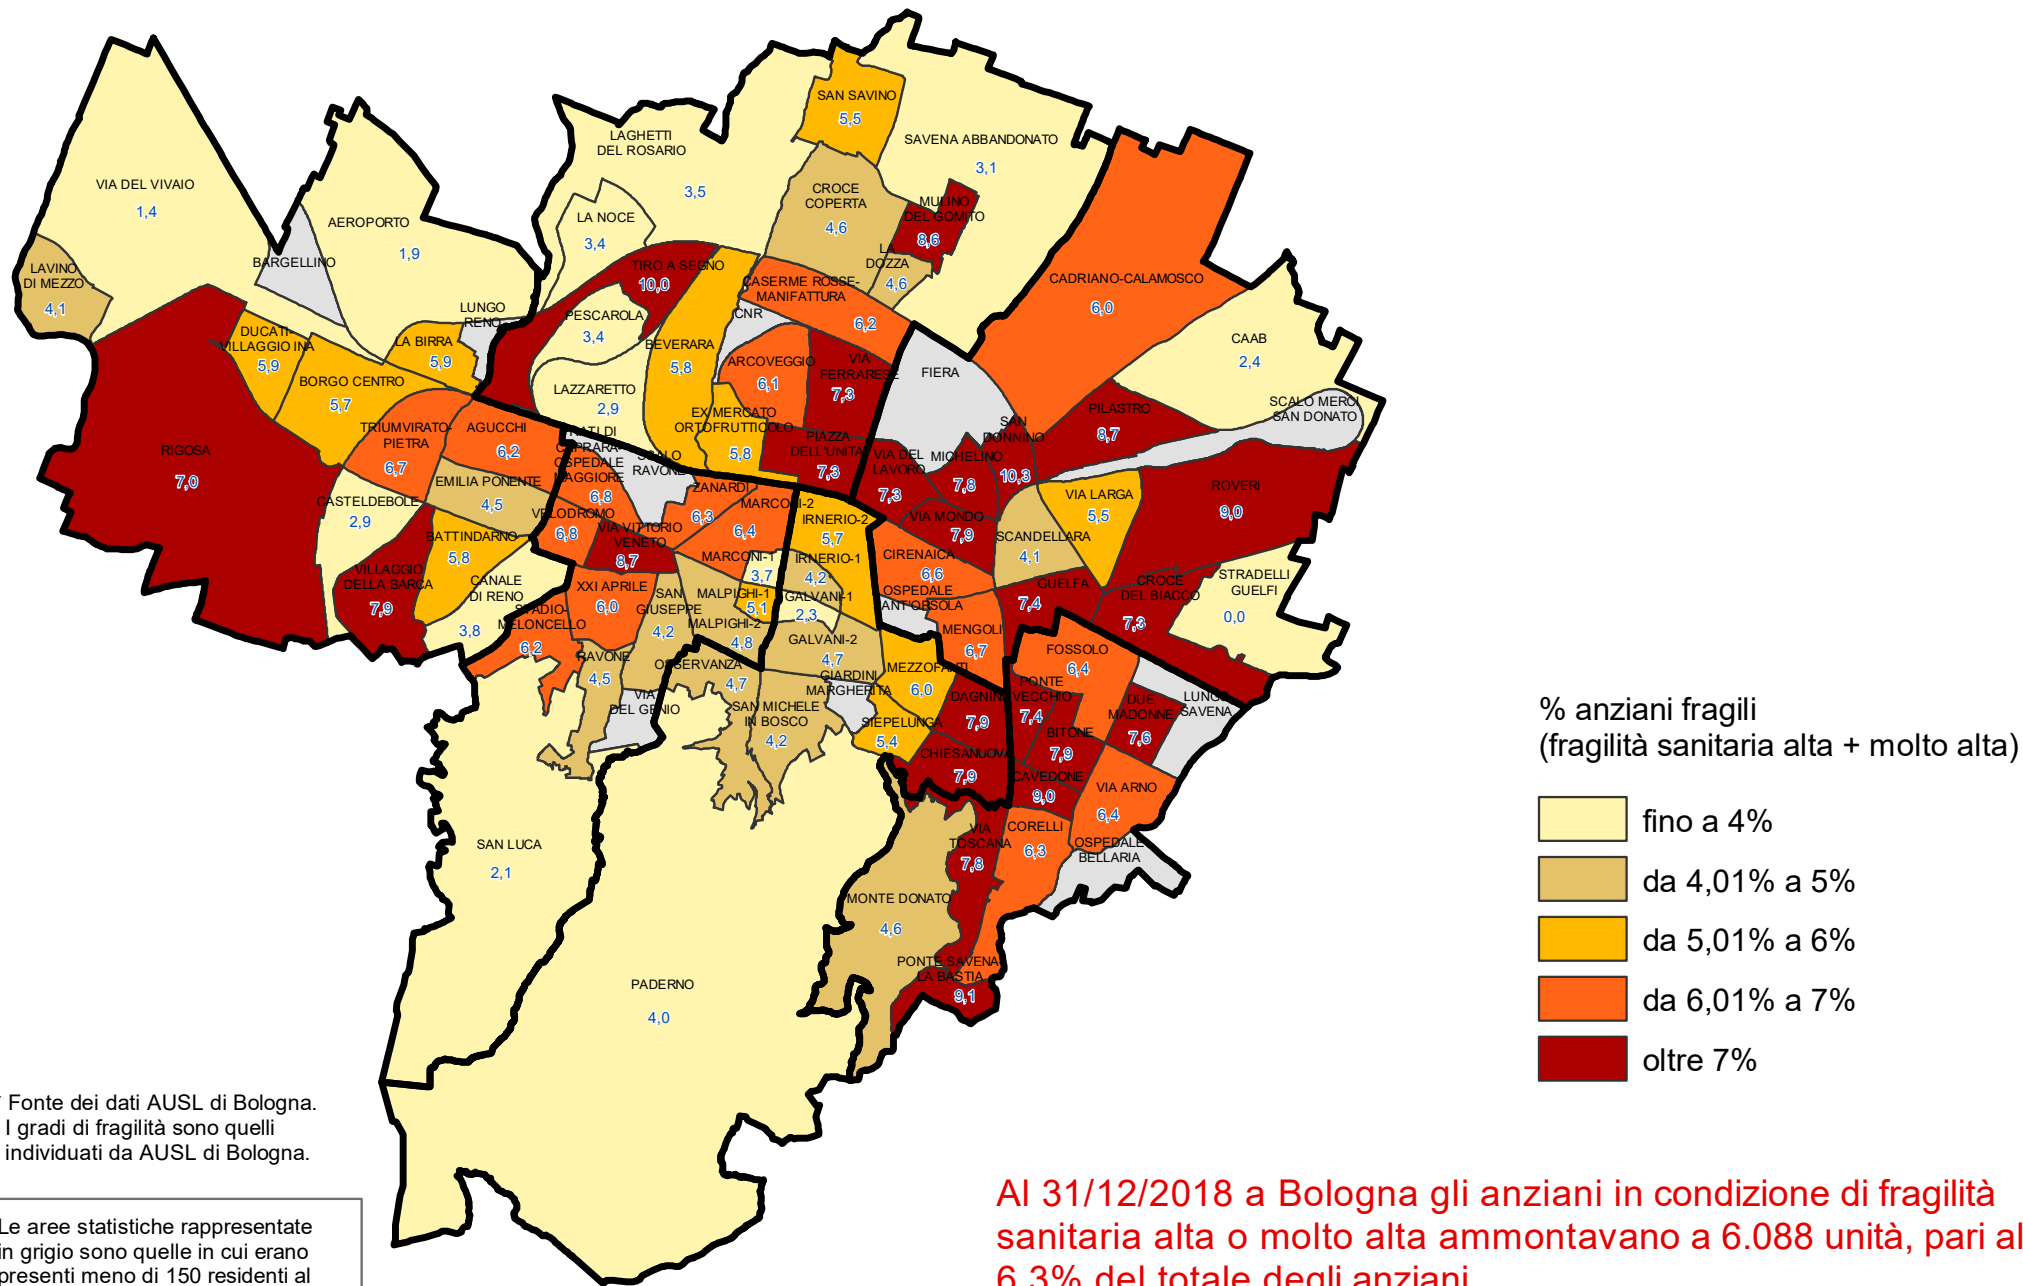 SAN SAVINO
5,5
LAGHETTI
DEL ROSARIO
3,5
SAVENA ABBANDONATO
3,1
VIA DEL VIVAIO
1,4
AEROPORTO
1,9
BARGELLINO
LAVINO
DI MEZZO
4,1
LA NOCE
3,4
CROCE
COPERTA
4,6
MULINO
DEL GOMITO
8,6
LA
DOZZA
4,6
TIRO A SEGNO
10,0
CASERME ROSSE-
MANIFATTURA
6,2
CADRIANO-CALAMOSCO
6,0
LUNGO
RENO
PESCAROLA
3,4
CNR
DUCATI-
VILLAGGIO INA
5,9
LA BIRRA
5,9
BEVERARA
5,8
ARCOVEGGIO
6,1
VIA
FERRARESE
7,3
FIERA
CAAB
2,4
BORGO CENTRO
5,7
LAZZARETTO
2,9
EX MERCATO
ORTOFRUTTICOLO
5,8
PILASTRO
8,7
SCALO MERCI
SAN DONATO
RIGOSA
7,0
TRIUMVIRATO-
PIETRA
6,7
AGUCCHI
6,2
PRATI DI
CAPRARA-
OSPEDALE
MAGGIORE
6,8
SCALO
RAVONE
PIAZZA
DELL'UNITA'
7,3
VIA DEL
LAVORO
7,3
MICHELINO
7,8
SAN
DONNINO
10,3
EMILIA PONENTE
4,5
CASTELDEBOLE
2,9
ZANARDI
6,3
MARCONI-2
6,4
VIA LARGA
5,5
ROVERI
9,0
VELODROMO
6,8
VIA VITTORIO
VENETO
8,7
IRNERIO-2
5,7
VIA MONDO
7,9
SCANDELLARA
4,1
BATTINDARNO
5,8
MARCONI-1
3,7
IRNERIO-1
4,2
CIRENAICA
6,6
VILLAGGIO
DELLA BARCA
7,9
CANALE
DI RENO
3,8
XXI APRILE
6,0
SAN
GIUSEPPE
4,2
MALPIGHI-1
5,1
GALVANI-1
2,3
OSPEDALE
SANT'ORSOLA
GUELFA
7,4
CROCE
DEL BIACCO
7,3
STRADELLI
GUELFI
0,0
STADIO-
MELONCELLO
6,2
MALPIGHI-2
4,8
GALVANI-2
4,7
MENGOLI
6,7
FOSSOLO
6,4
RAVONE
4,5
OSSERVANZA
4,7
GIARDINI
MARGHERITA
MEZZOFANTI
6,0
PONTE
VECCHIO
7,4
DUE
MADONNE
7,6
LUNGO
SAVENA
VIA
DEL GENIO
SAN MICHELE
IN BOSCO
4,2
SIEPELUNGA
5,4
DAGNINI
7,9
BITONE
7,9
CHIESANUOVA
7,9
CAVEDONE
9,0
VIA ARNO
6,4
SAN LUCA
2,1
VIA
TOSCANA
7,8
CORELLI
6,3
OSPEDALE
BELLARIA
MONTE DONATO
4,6
PADERNO
4,0
PONTE SAVENA-
LA BASTIA
9,1
% anziani fragili
(fragilità sanitaria alta + molto alta)
fino a 4%
da 4,01% a 5%
da 5,01% a 6%
da 6,01% a 7%
oltre 7%
* Fonte dei dati AUSL di Bologna.
I gradi di fragilità sono quelli
individuati da AUSL di Bologna.
Le aree statistiche rappresentate
in grigio sono quelle in cui erano
presenti meno di 150 residenti al
Al 31/12/2018 a Bologna gli anziani in condizione di fragilità
sanitaria alta o molto alta ammontavano a 6.088 unità, pari al
6,3% del totale degli anziani